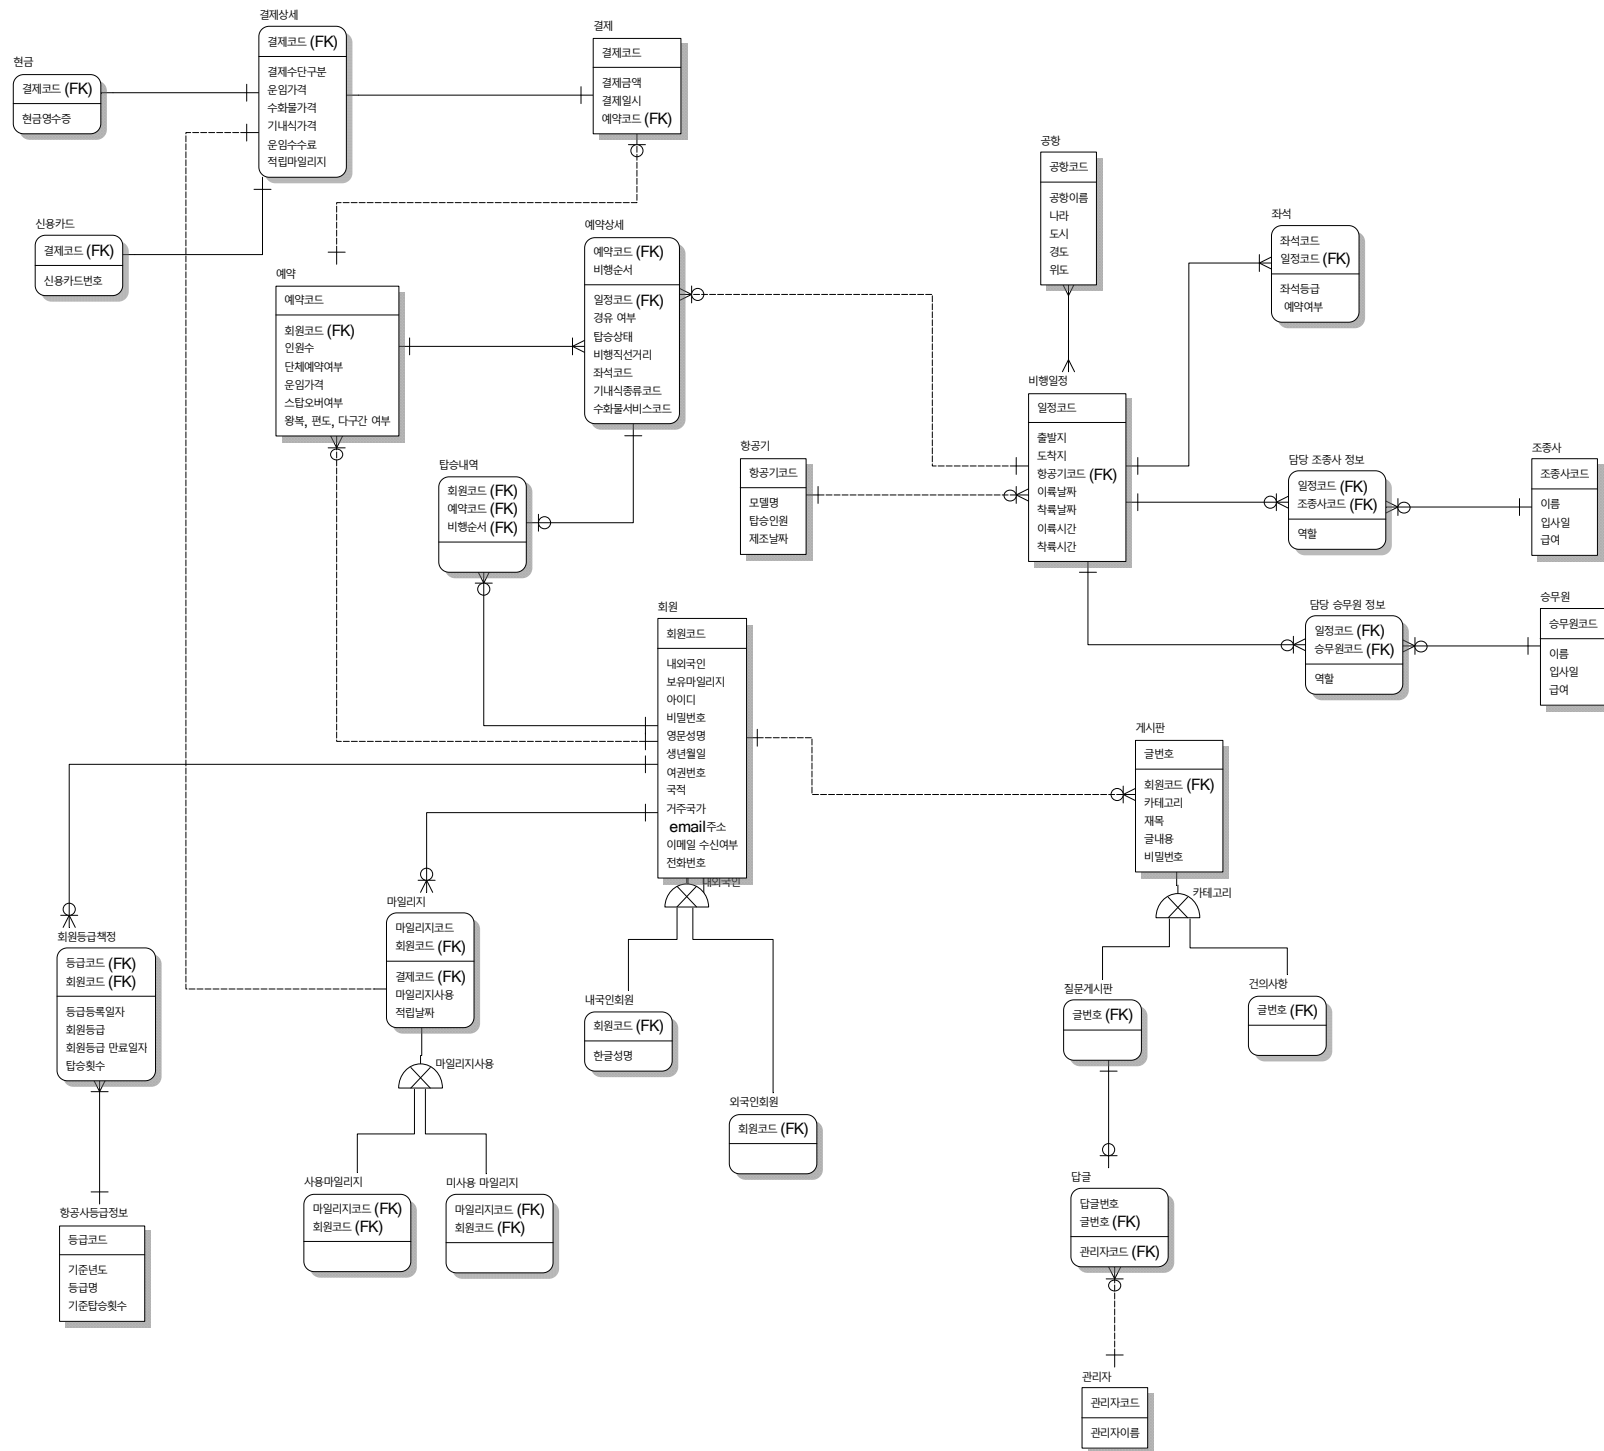 결제상세
결제코드 (FK)
결제수단구분
운임가격
수화물가격
기내식가격
운임수수료
적립마일리지
결제
결제코드
결제금액
결제일시
예약코드 (FK)
현금
결제코드 (FK)
현금영수증
신용카드
결제코드 (FK)
신용카드번호
예약
예약코드
회원코드 (FK)
인원수
단체예약여부
운임가격
스탑오버여부
왕복, 편도, 다구간 여부
예약상세
예약코드 (FK)
비행순서
일정코드 (FK)
경유 여부
탑승상태
비행직선거리
좌석코드
기내식종류코드
수화물서비스코드
공항
공항코드
공항이름
나라
도시
경도
위도
좌석
좌석코드
일정코드 (FK)
좌석등급
예약여부
비행일정
일정코드
출발지
도착지
항공기코드 (FK)
이륙날짜
착륙날짜
이륙시간
착륙시간
항공기
항공기코드
모델명
탑승인원
제조날짜
담당 조종사 정보
일정코드 (FK)
조종사코드 (FK)
역할
조종사
조종사코드
이름
입사일
급여
탑승내역
회원코드 (FK)
예약코드 (FK)
비행순서 (FK)
담당 승무원 정보
일정코드 (FK)
승무원코드 (FK)
역할
승무원
승무원코드
이름
입사일
급여
회원
회원코드
내외국인
보유마일리지
아이디
비밀번호
영문성명
생년월일
여권번호
국적
거주국가
email주소
이메일 수신여부
전화번호
내외국인
게시판
글번호
회원코드 (FK)
카테고리
재목
글내용
비밀번호
카테고리
마일리지
마일리지코드
회원코드 (FK)
결제코드 (FK)
마일리지사용
적립날짜
마일리지사용
회원등급책정
등급코드 (FK)
회원코드 (FK)
등급등록일자
회원등급
회원등급 만료일자
탑승횟수
내국인회원
회원코드 (FK)
한글성명
외국인회원
회원코드 (FK)
질문게시판
글번호 (FK)
건의사항
글번호 (FK)
사용마일리지
마일리지코드 (FK)
회원코드 (FK)
미사용 마일리지
마일리지코드 (FK)
회원코드 (FK)
항공사등급정보
등급코드
기준년도
등급명
기준탑승횟수
답글
답글번호
글번호 (FK)
관리자코드 (FK)
관리자
관리자코드
관리자이름